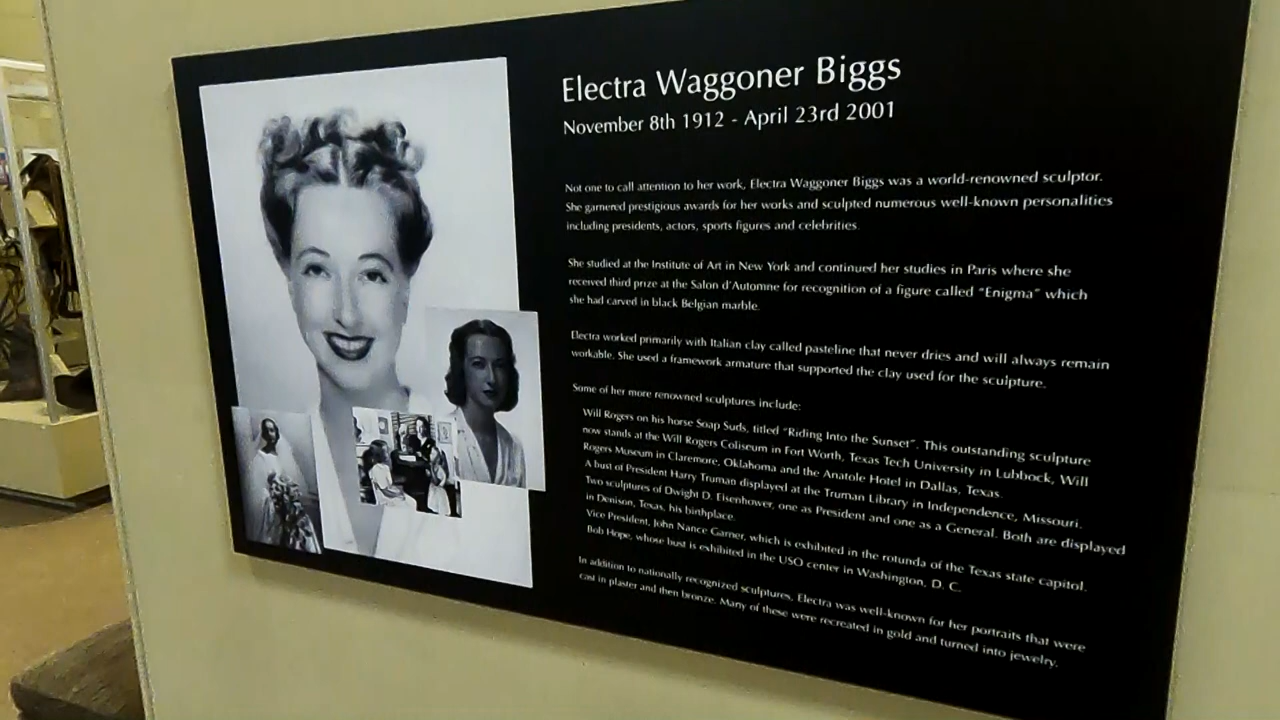 Electra Waggoner Biggs
November 8th 1912 - April 23rd 2001
Not one to call attention to her work, Electra Waggoner Biggs was a world-renowned sculptor.
She garnered prestigious awards for her works and sculpted numerous well-known personalities
including presidents, actors, sports figures and celebrities.
She studied at the Institute of Art in New York and continued her studies in Paris where she
received third prize at the Salon d'Automne for recognition of a figure called "Enigma" which
she had carved in black Belgian marble.
Electra worked primarily with Italian clay called pasteline that never dries and will always remain
workable. She used a framework armature that supported the clay used for the sculpture.
Some of her more renowned sculptures include:
Will Rogers on his horse Soap Suds, titled "Riding Into the Sunset". This outstanding sculpture
now stands at the Will Rogers Coliseum in Fort Worth, Texas Tech University in Lubbock, Will
Rogers Museum in Claremore, Oklahoma and the Anatole Hotel in Dallas, Texas.
A bust of President Harry Truman displayed at the Truman Library in Independence, Missouri.
Two sculptures of Dwight D. Eisenhower, one as President and one as a General. Both are displayed
in Denison, Texas, his birthplace.
Vice President, John Nance Garner, which is exhibited in the rotunda of the Texas state capitol.
Bob Hope, whose bust is exhibited in the USO center in Washington, D. C.
In addition to nationally recognized sculptures, Electra was well-known for her portraits that were
cast in plaster and then bronze. Many of these were recreated in gold and turned into jewelry.